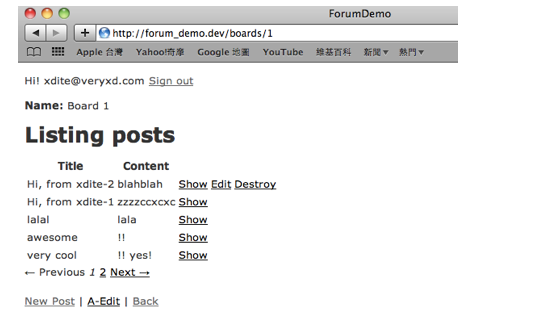 ForumDemo
http://forum_demo.dev/boards/1
Apple 台灣 Yahoo!奇摩 Google 地圖 YouTube 維基百科 新聞 熱門
Hi! xdite@veryxd.com Sign out
Name: Board 1
Listing posts
Title Content
Hi, from xdite-2 blahblah Show Edit Destroy
Hi, from xdite-1 zzzzccxcxc Show
lalal lala Show
awesome !! Show
very cool !! yes! Show
← Previous 1 2 Next →
New Post | A-Edit | Back